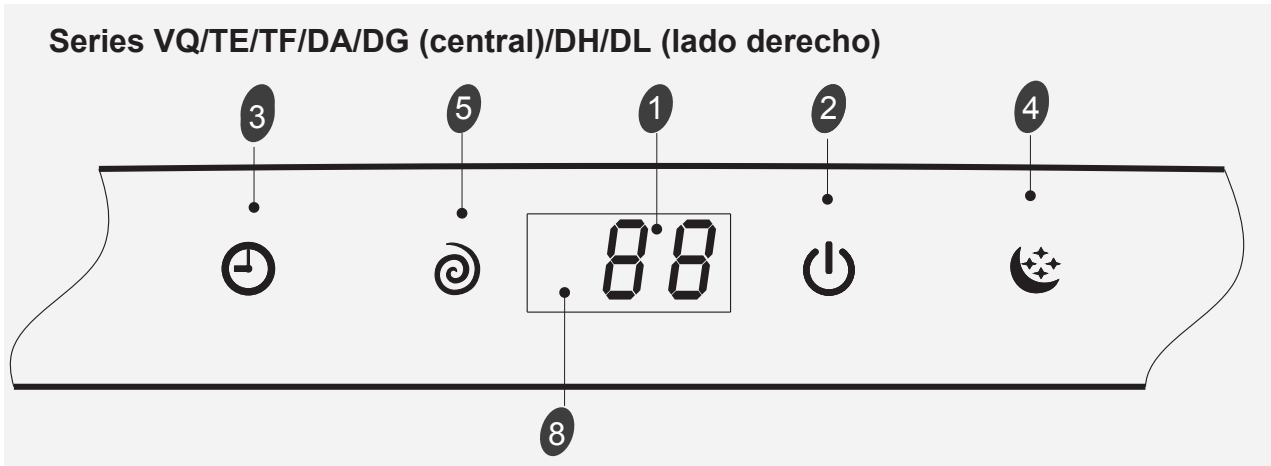 Series VQ/TE/TF/DA/DG (central)/DH/DL (lado derecho)
3 5 1 2 4
88
8